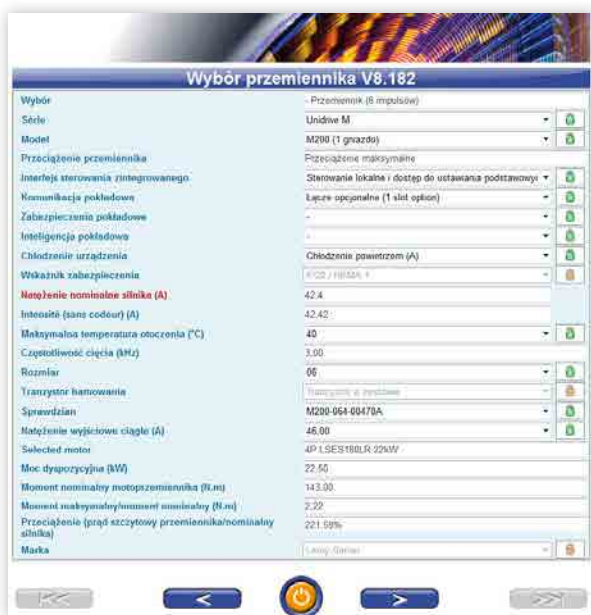 Wybór przemiennika V8.182
Wybór - Przemiennik (6 impulsów)
Série Unidrive M
Model M200 (1 gniazdo)
Przeciążenie przemiennika Przeciążenie maksymalne
Interfejs sterowania zintegrowanego Sterowanie lokalne i dostęp do ustawiania podstawowyi
Komunikacja pokładowa Łącze opcjonalne (1 slot option)
Zabezpieczenia pokładowe -
Inteligencja pokładowa -
Chłodzenie urządzenia Chłodzenie powietrzem (A)
Wskaźnik zabezpieczenia / NEMA 1
Natężenie nominalne silnika (A) 42.4
Intensité (sans codeur) (A) 42,42
Maksymalna temperatura otoczenia (°C) 40
Częstotliwość cięcia (kHz) 3,00
Rozmiar 06
Tranzystor hamowania Tranzystor w zestawie
Sprawdzian M200-064-00470A
Natężenie wyjściowe ciągłe (A) 46,00
Selected motor 4P LSES180LR 22kW
Moc dyspozycyjna (kW) 22,50
Moment nominalny motoprzemiennika (N.m) 143,00
Moment maksymalny/moment nominalny (N.m) 2,22
Przeciążenie (prąd szczytowy przemiennika/nominalny
silnika) 221.59%
Marka Leroy-Somer